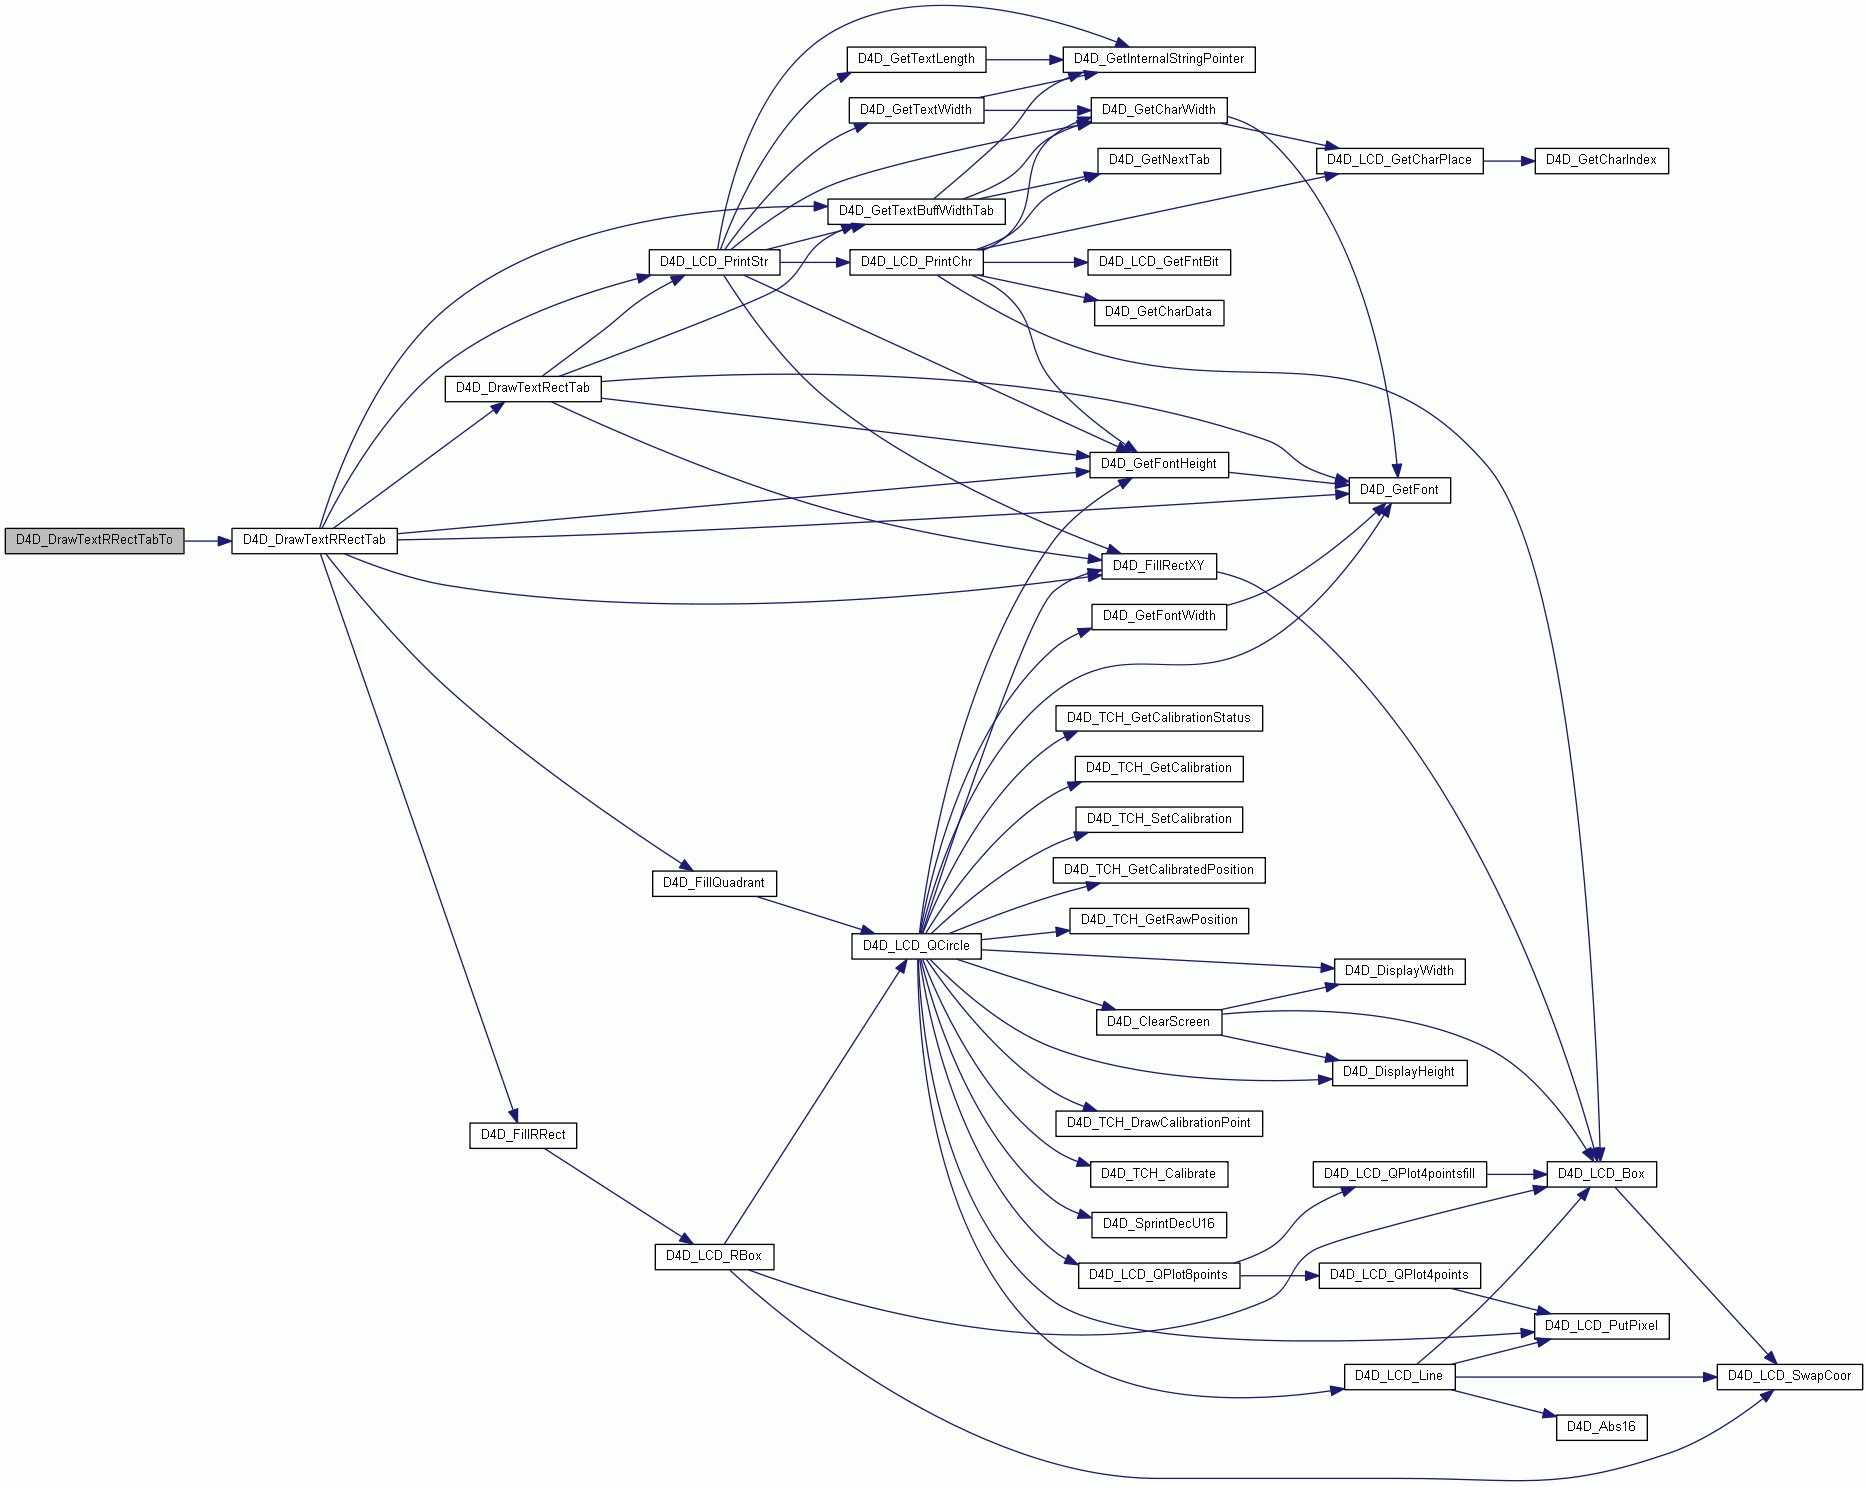 D4D_GetTextLength
D4D_GetInternalStringPointer
D4D_GetTextWidth
D4D_GetCharWidth
D4D_GetNextTab
D4D_LCD_GetCharPlace
D4D_GetCharIndex
D4D_GetTextBuffWidthTab
D4D_LCD_PrintStr
D4D_LCD_PrintChr
D4D_LCD_GetFntBit
D4D_GetCharData
D4D_DrawTextRectTab
D4D_GetFontHeight
D4D_GetFont
D4D_DrawTextRRectTabTo
D4D_DrawTextRRectTab
D4D_FillRectXY
D4D_GetFontWidth
D4D_TCH_GetCalibrationStatus
D4D_TCH_GetCalibration
D4D_TCH_SetCalibration
D4D_TCH_GetCalibratedPosition
D4D_FillQuadrant
D4D_TCH_GetRawPosition
D4D_LCD_QCircle
D4D_DisplayWidth
D4D_ClearScreen
D4D_DisplayHeight
D4D_TCH_DrawCalibrationPoint
D4D_FillRRect
D4D_TCH_Calibrate
D4D_LCD_QPlot4pointsfill
D4D_LCD_Box
D4D_SprintDecU16
D4D_LCD_RBox
D4D_LCD_QPlot8points
D4D_LCD_QPlot4points
D4D_LCD_PutPixel
D4D_LCD_Line
D4D_LCD_SwapCoor
D4D_Abs16